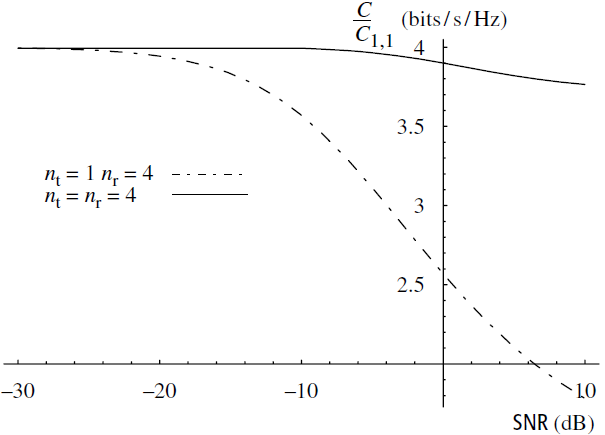 C/C₁,₁ (bits/s/Hz)
4
3.5
nₜ = 1 nᵣ = 4
nₜ = nᵣ = 4
3
2.5
−30 −20 −10 10
SNR (dB)